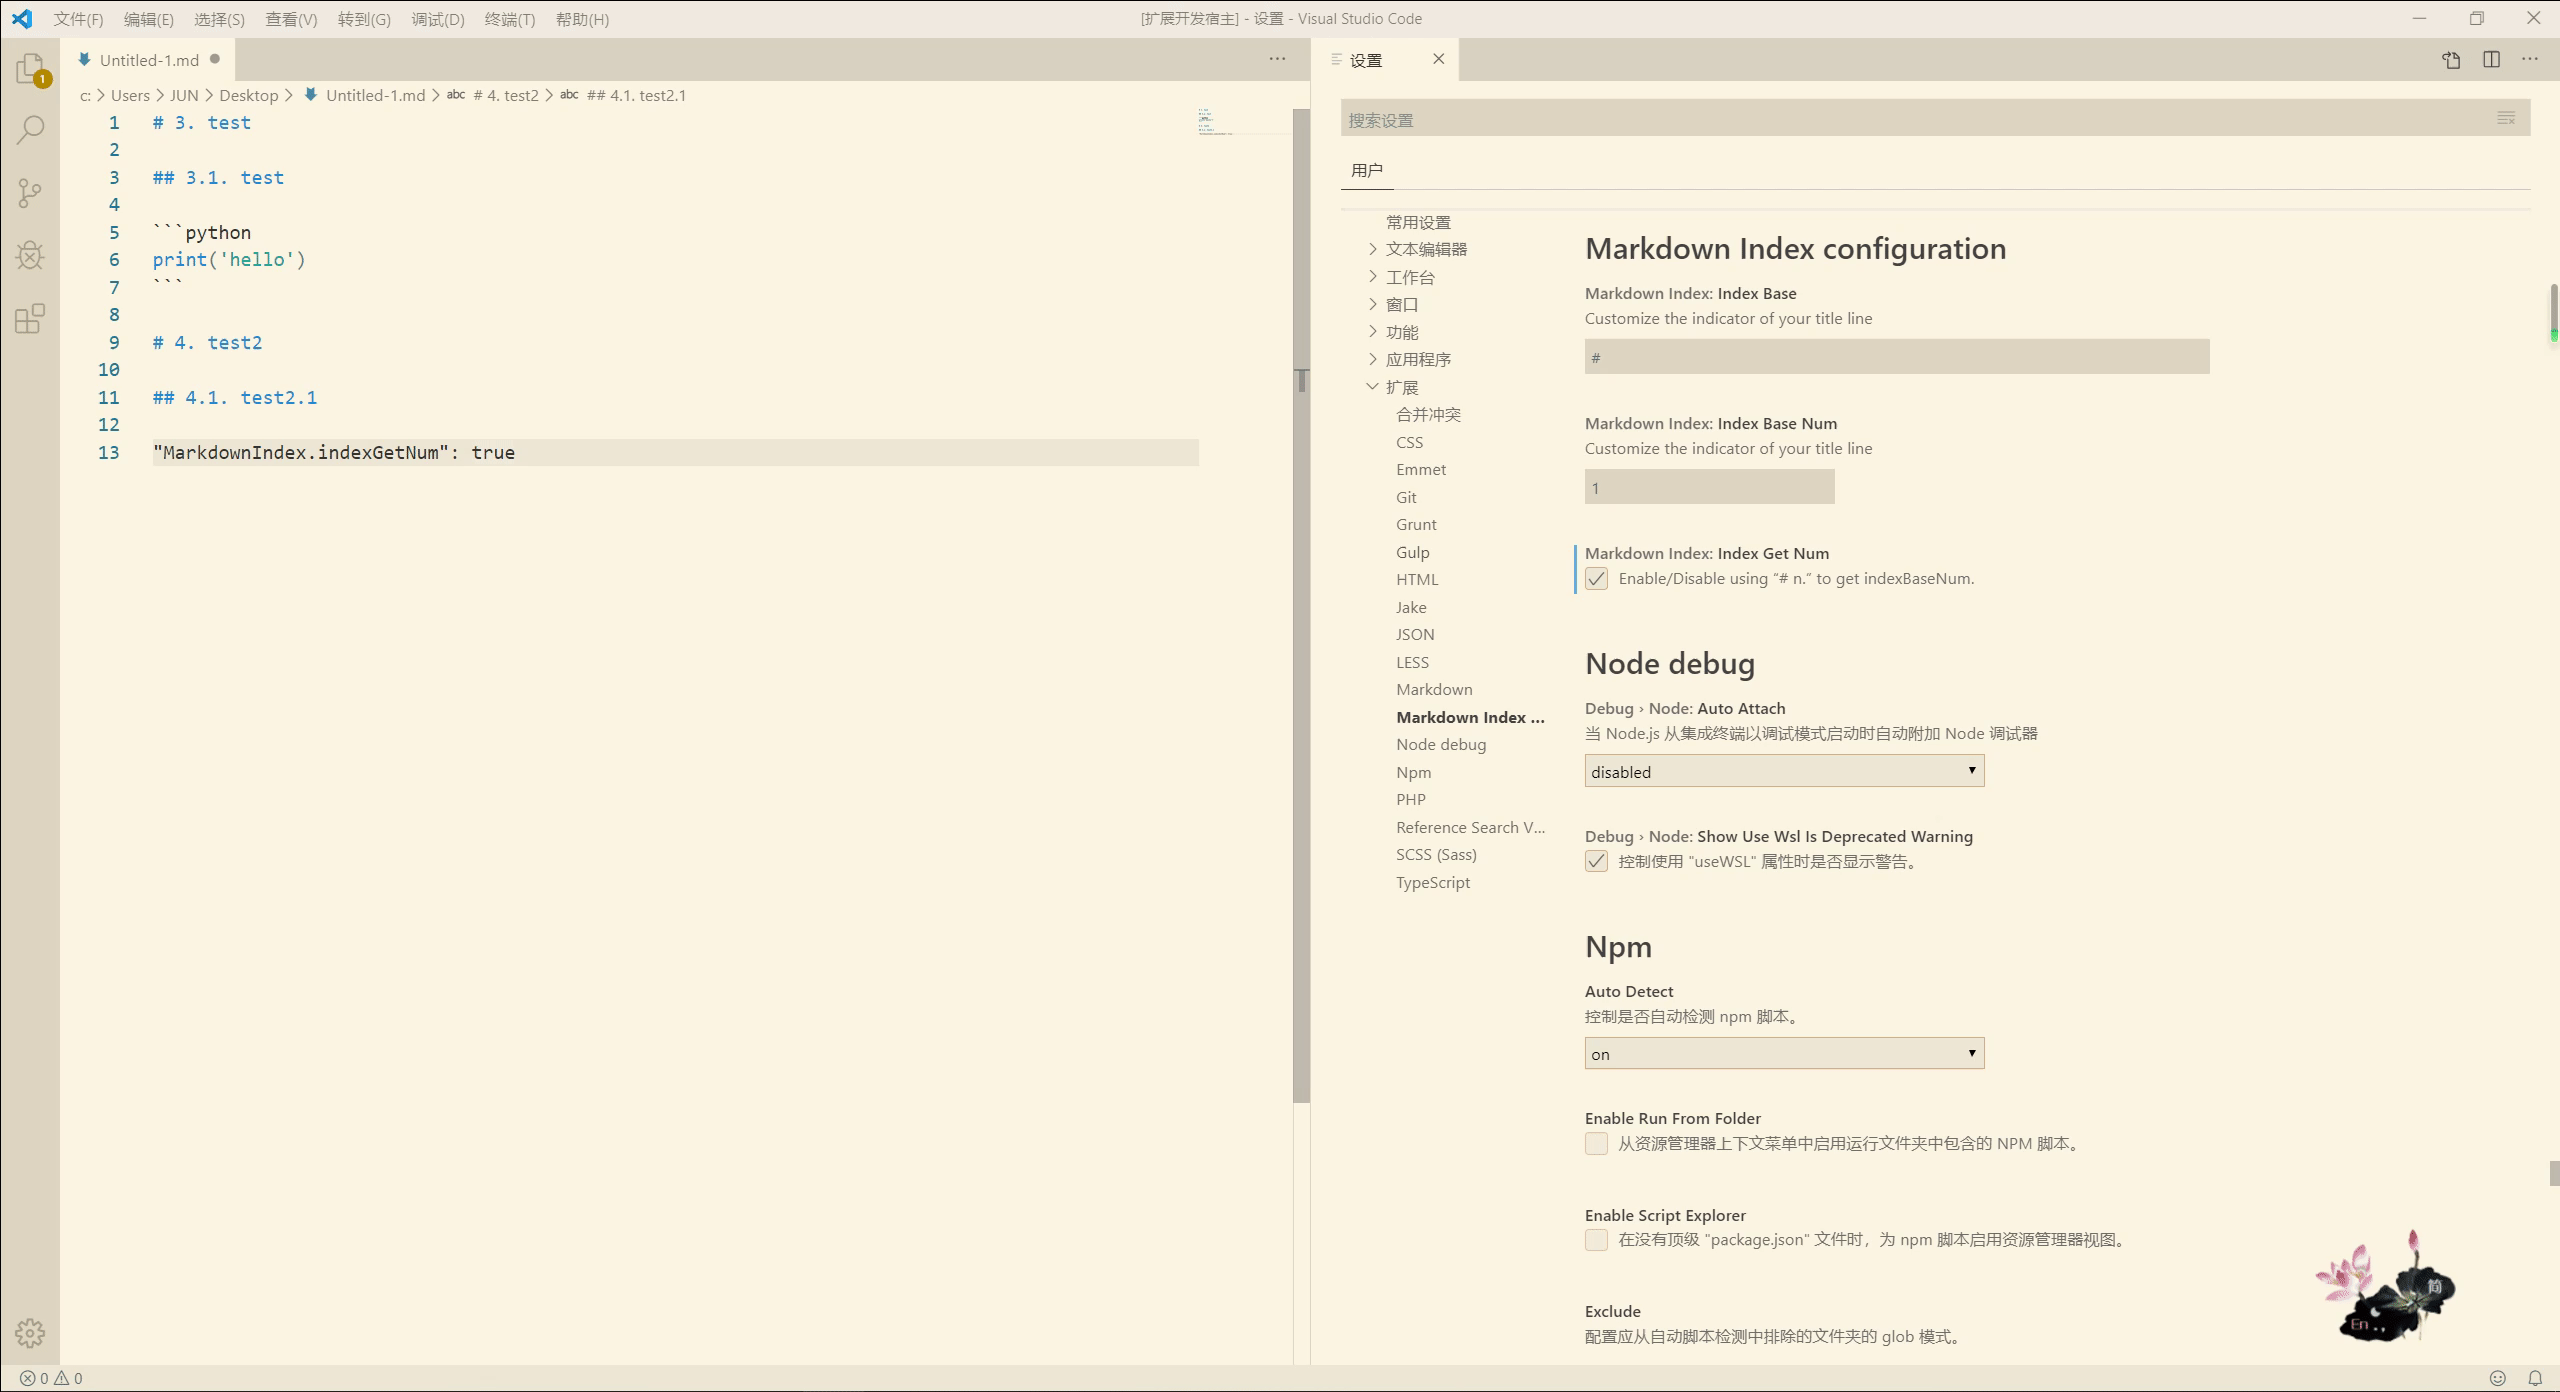 文件(F) 编辑(E) 选择(S) 查看(V) 转到(G) 调试(D) 终端(T) 帮助(H)
[扩展开发宿主] - 设置 - Visual Studio Code
1
Untitled-1.md
c: > Users > JUN > Desktop > Untitled-1.md > abc # 4. test2 > abc ## 4.1. test2.1
1 # 3. test
2
3 ## 3.1. test
4
5 ```python
6 print('hello')
7 ```
8
9 # 4. test2
10
11 ## 4.1. test2.1
12
13 "MarkdownIndex.indexGetNum": true
设置
搜索设置
用户
常用设置
文本编辑器
工作台
窗口
功能
应用程序
扩展
合并冲突
CSS
Emmet
Git
Grunt
Gulp
HTML
Jake
JSON
LESS
Markdown
Markdown Index ...
Node debug
Npm
PHP
Reference Search V...
SCSS (Sass)
TypeScript
Markdown Index configuration
Markdown Index: Index Base
Customize the indicator of your title line
#
Markdown Index: Index Base Num
Customize the indicator of your title line
1
Markdown Index: Index Get Num
Enable/Disable using “# n.” to get indexBaseNum.
Node debug
Debug › Node: Auto Attach
当 Node.js 从集成终端以调试模式启动时自动附加 Node 调试器
disabled
Debug › Node: Show Use Wsl Is Deprecated Warning
控制使用 "useWSL" 属性时是否显示警告。
Npm
Auto Detect
控制是否自动检测 npm 脚本。
on
Enable Run From Folder
从资源管理器上下文菜单中启用运行文件夹中包含的 NPM 脚本。
Enable Script Explorer
在没有顶级 "package.json" 文件时，为 npm 脚本启用资源管理器视图。
Exclude
配置应从自动脚本检测中排除的文件夹的 glob 模式。
简
En .,
0 0